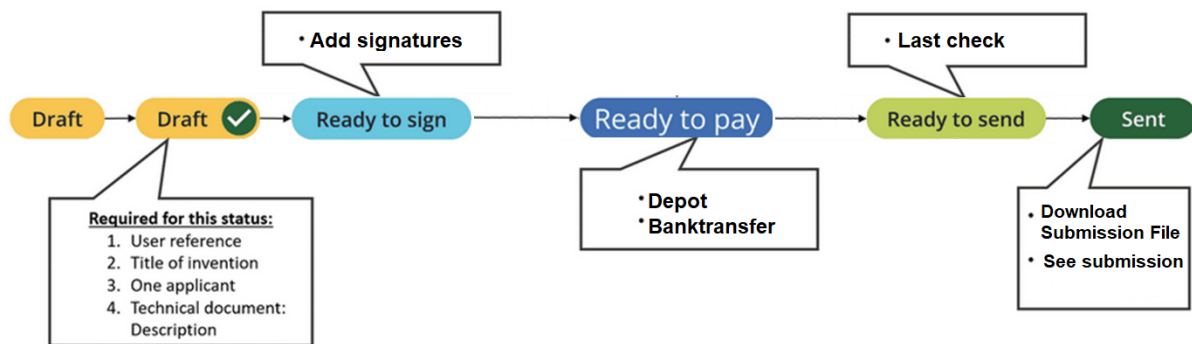 • Add signatures
• Last check
Draft
Draft
Ready to sign
Ready to pay
Ready to send
Sent
Required for this status:
1. User reference
2. Title of invention
3. One applicant
4. Technical document:
Description
• Depot
• Banktransfer
• Download
Submission File
• See submission